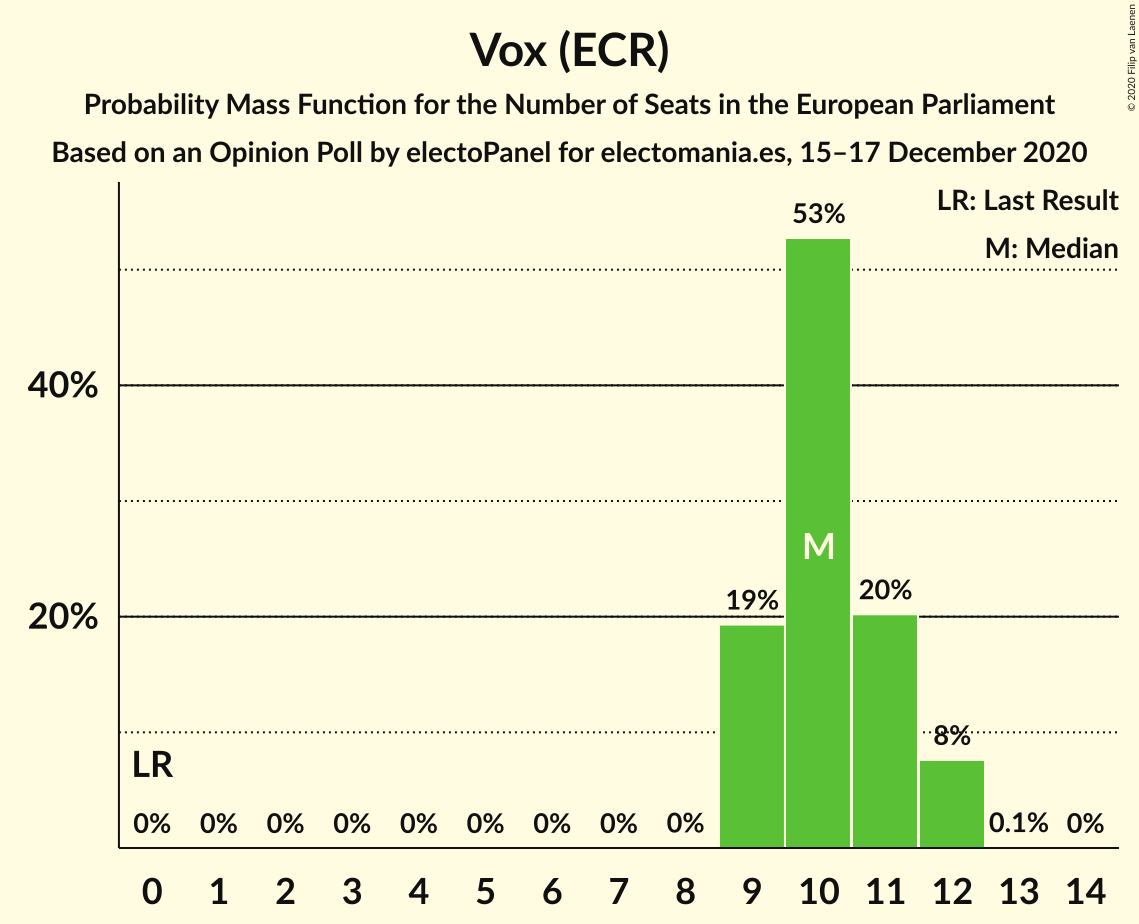 Vox (ECR)
Probability Mass Function for the Number of Seats in the European Parliament
Based on an Opinion Poll by electoPanel for electomania.es, 15–17 December 2020
© 2020 Filip van Laenen
LR: Last Result
M: Median
53%
40%
M
20%
19%
20%
8%
LR
0% 0% 0% 0% 0% 0% 0% 0% 0% 0.1% 0%
0 1 2 3 4 5 6 7 8 9 10 11 12 13 14